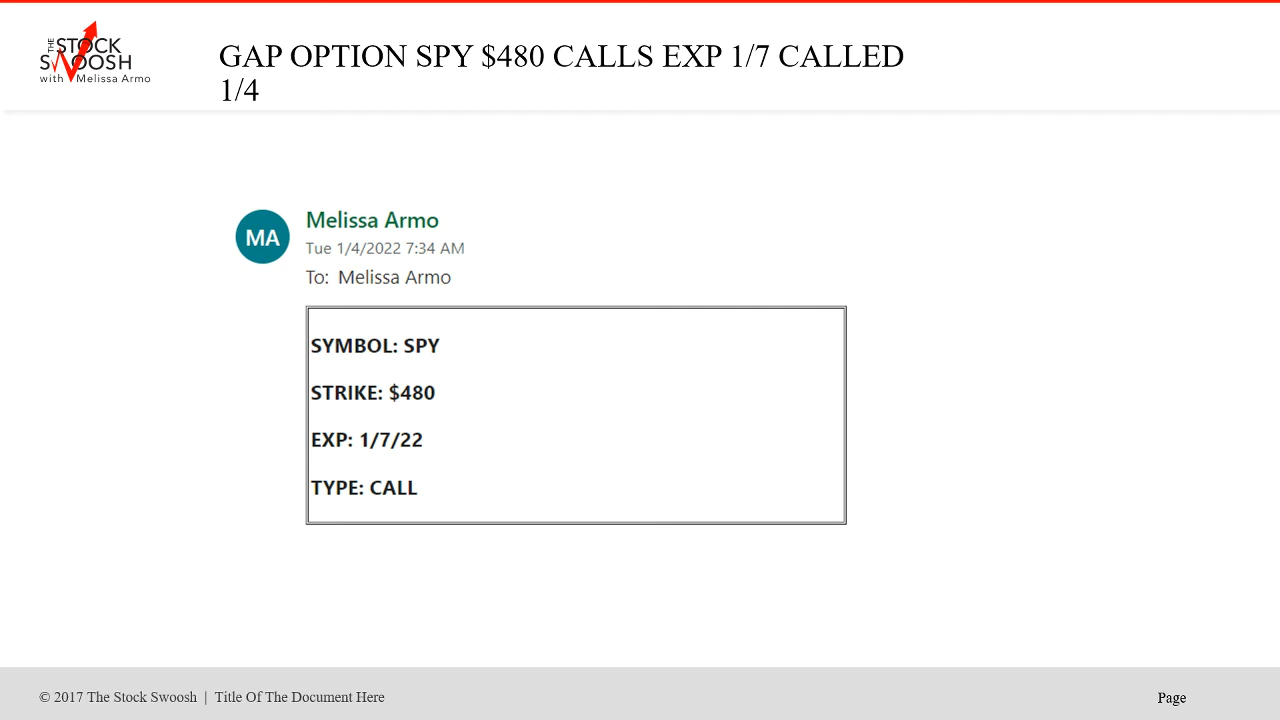 THE STOCK
SWOOSH
with Melissa Armo
GAP OPTION SPY $480 CALLS EXP 1/7 CALLED
1/4
MA
Melissa Armo
Tue 1/4/2022 7:34 AM
To: Melissa Armo
SYMBOL: SPY
STRIKE: $480
EXP: 1/7/22
TYPE: CALL
© 2017 The Stock Swoosh | Title Of The Document Here
Page